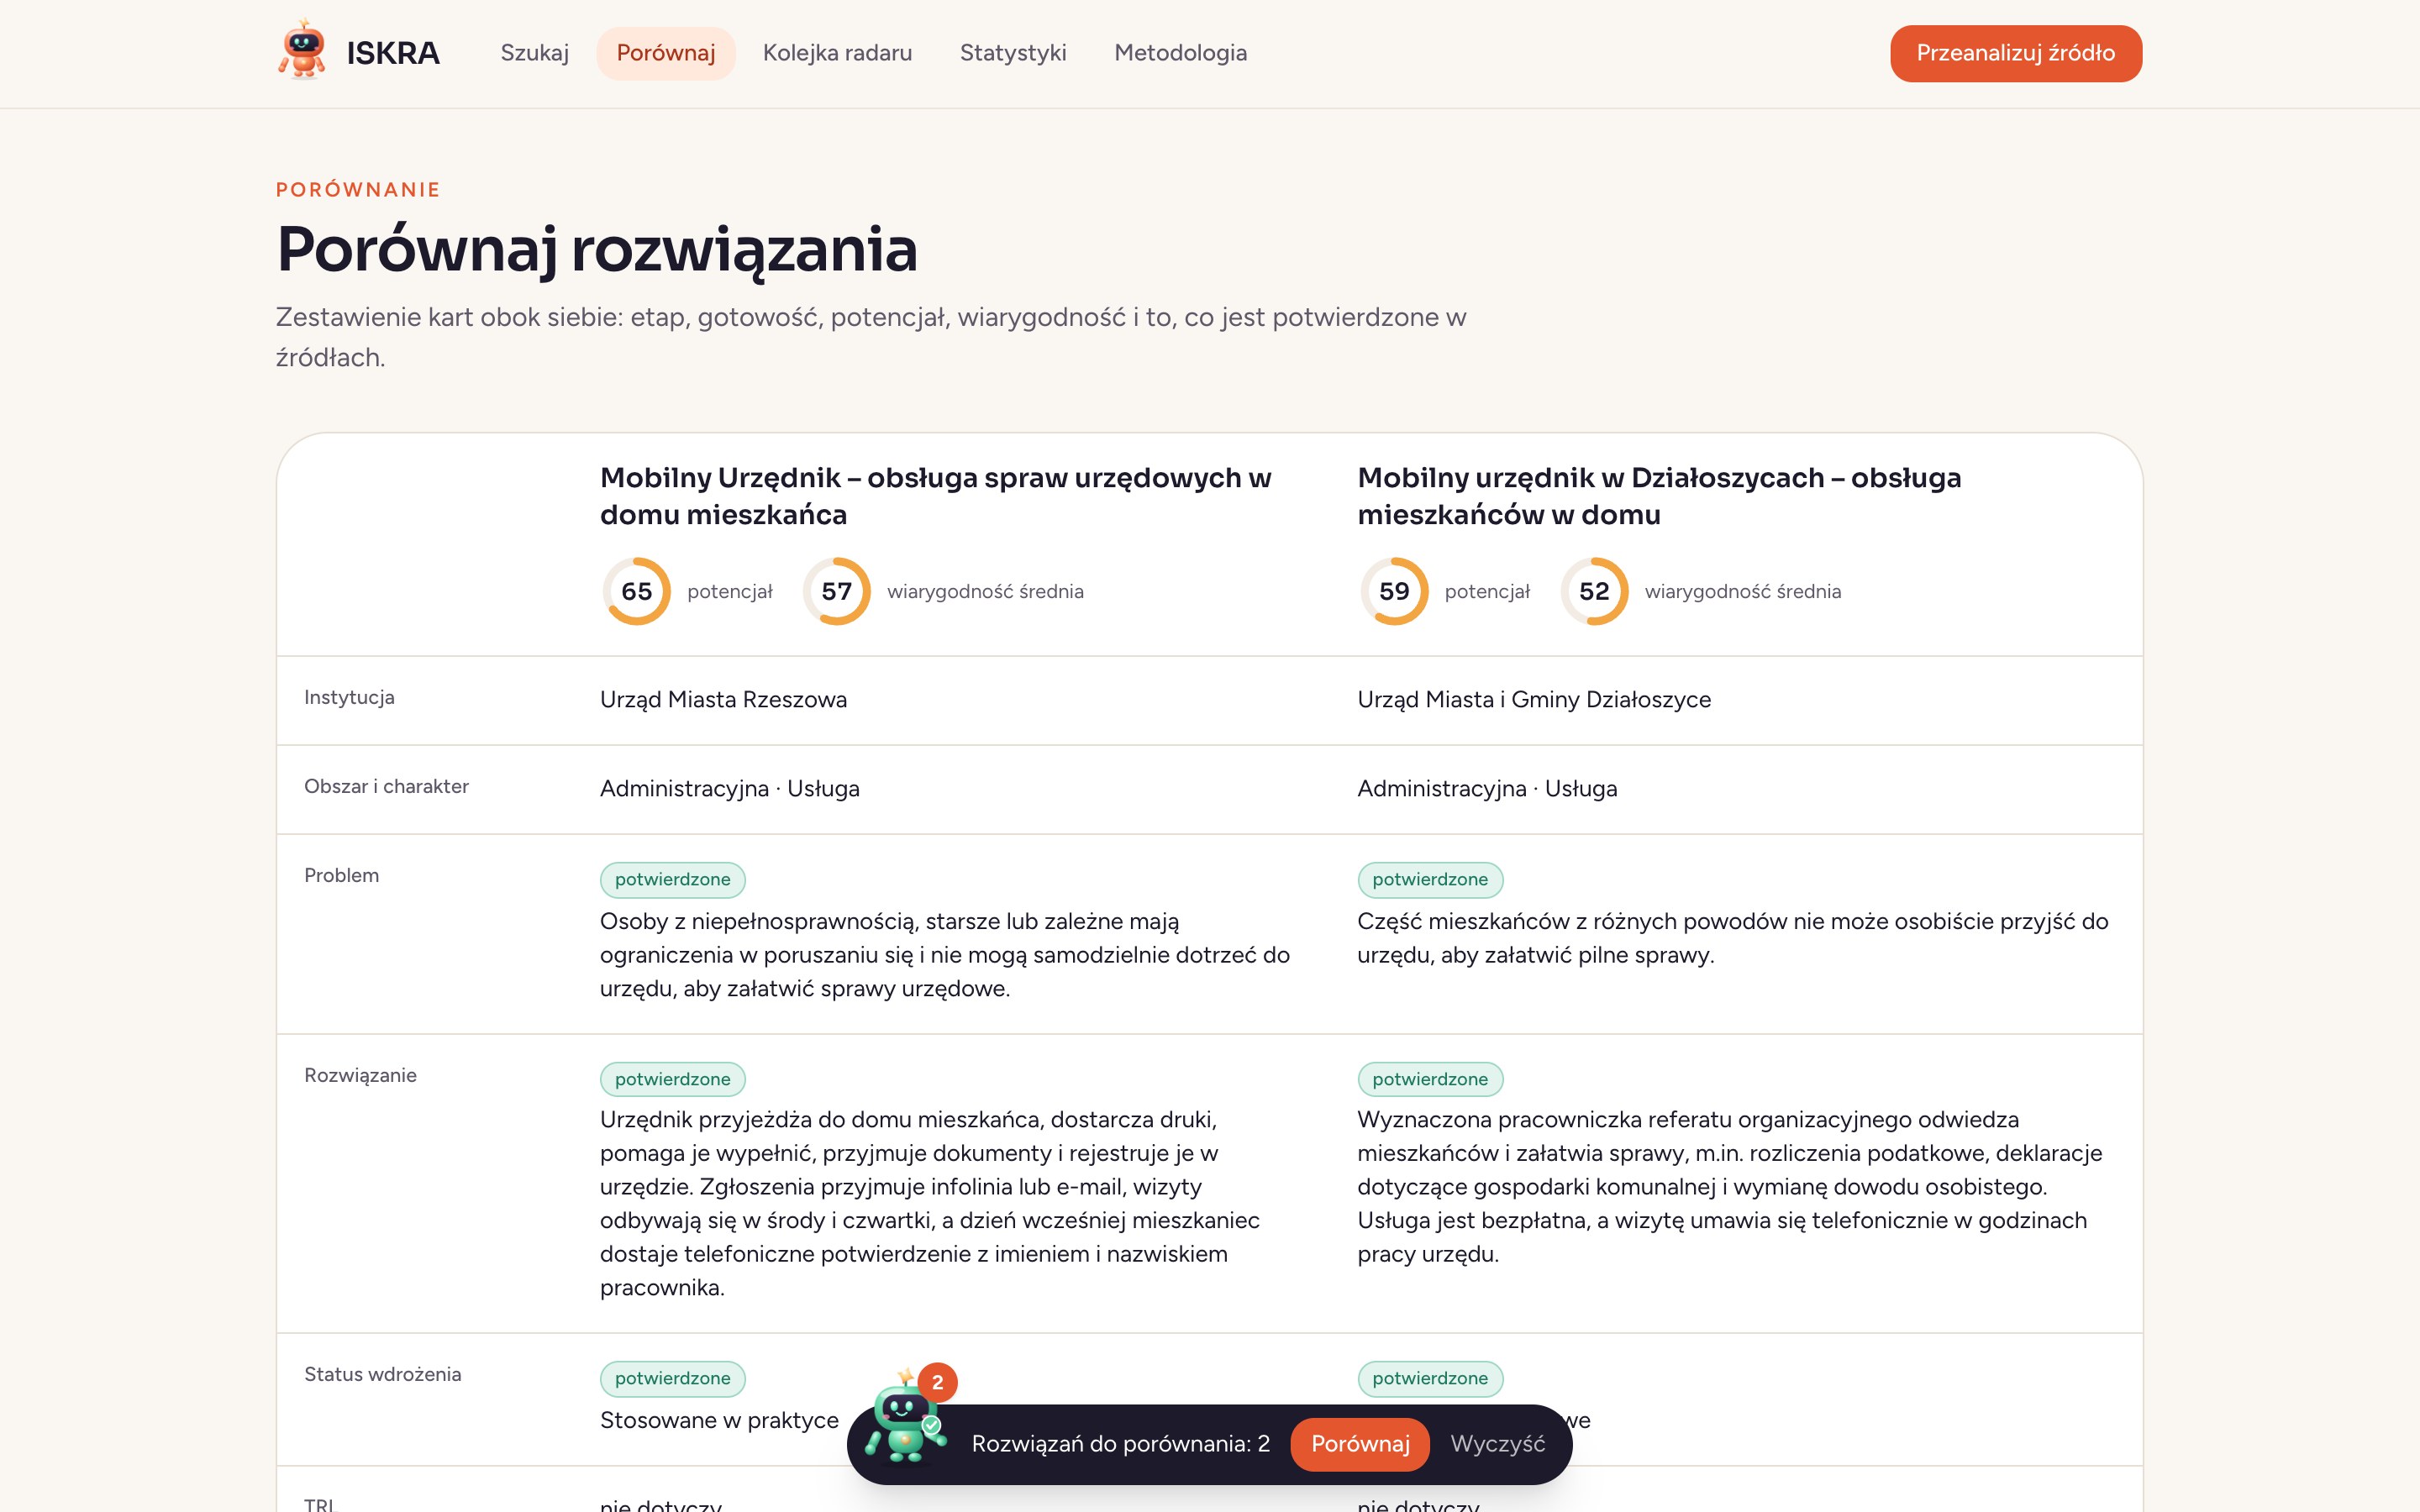 ISKRA
Szukaj
Porównaj
Kolejka radaru
Statystyki
Metodologia
Przeanalizuj źródło
PORÓWNANIE
Porównaj rozwiązania
Zestawienie kart obok siebie: etap, gotowość, potencjał, wiarygodność i to, co jest potwierdzone w
źródłach.
Mobilny Urzędnik – obsługa spraw urzędowych w
domu mieszkańca
65 potencjał 57 wiarygodność średnia
Mobilny urzędnik w Działoszycach – obsługa
mieszkańców w domu
59 potencjał 52 wiarygodność średnia
Instytucja
Urząd Miasta Rzeszowa
Urząd Miasta i Gminy Działoszyce
Obszar i charakter
Administracyjna · Usługa
Administracyjna · Usługa
Problem
potwierdzone
Osoby z niepełnosprawnością, starsze lub zależne mają
ograniczenia w poruszaniu się i nie mogą samodzielnie dotrzeć do
urzędu, aby załatwić sprawy urzędowe.
potwierdzone
Część mieszkańców z różnych powodów nie może osobiście przyjść do
urzędu, aby załatwić pilne sprawy.
Rozwiązanie
potwierdzone
Urzędnik przyjeżdża do domu mieszkańca, dostarcza druki,
pomaga je wypełnić, przyjmuje dokumenty i rejestruje je w
urzędzie. Zgłoszenia przyjmuje infolinia lub e-mail, wizyty
odbywają się w środy i czwartki, a dzień wcześniej mieszkaniec
dostaje telefoniczne potwierdzenie z imieniem i nazwiskiem
pracownika.
potwierdzone
Wyznaczona pracowniczka referatu organizacyjnego odwiedza
mieszkańców i załatwia sprawy, m.in. rozliczenia podatkowe, deklaracje
dotyczące gospodarki komunalnej i wymianę dowodu osobistego.
Usługa jest bezpłatna, a wizytę umawia się telefonicznie w godzinach
pracy urzędu.
Status wdrożenia
potwierdzone
Stosowane w praktyce
potwierdzone
2
Rozwiązań do porównania: 2
Porównaj
Wyczyść
TRL
nie dotyczy
nie dotyczy